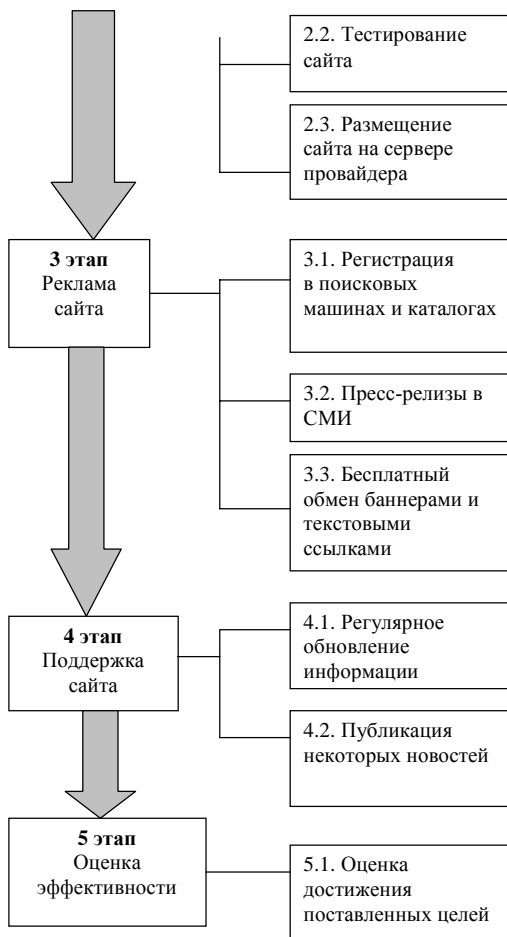 2.2. Тестирование
сайта
2.3. Размещение
сайта на сервере
провайдера
3 этап
Реклама
сайта
3.1. Регистрация
в поисковых
машинах и каталогах
3.2. Пресс-релизы в
СМИ
3.3. Бесплатный
обмен баннерами и
текстовыми
ссылками
4 этап
Поддержка
сайта
4.1. Регулярное
обновление
информации
4.2. Публикация
некоторых новостей
5 этап
Оценка
эффективности
5.1. Оценка
достижения
поставленных целей